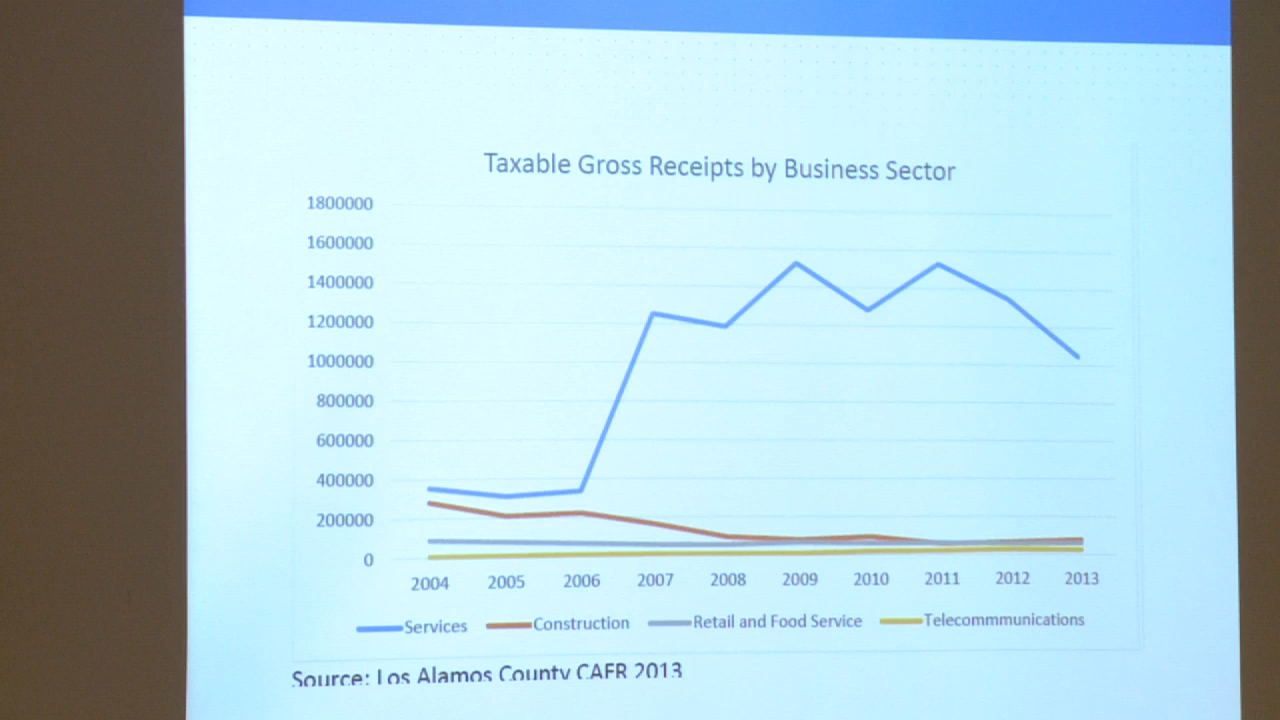 Taxable Gross Receipts by Business Sector
1800000
1600000
1400000
1200000
1000000
800000
600000
400000
200000
0
2004 2005 2006 2007 2008 2009 2010 2011 2012 2013
Services Construction Retail and Food Service Telecommmunications
Source: Los Alamos County CAFR 2013